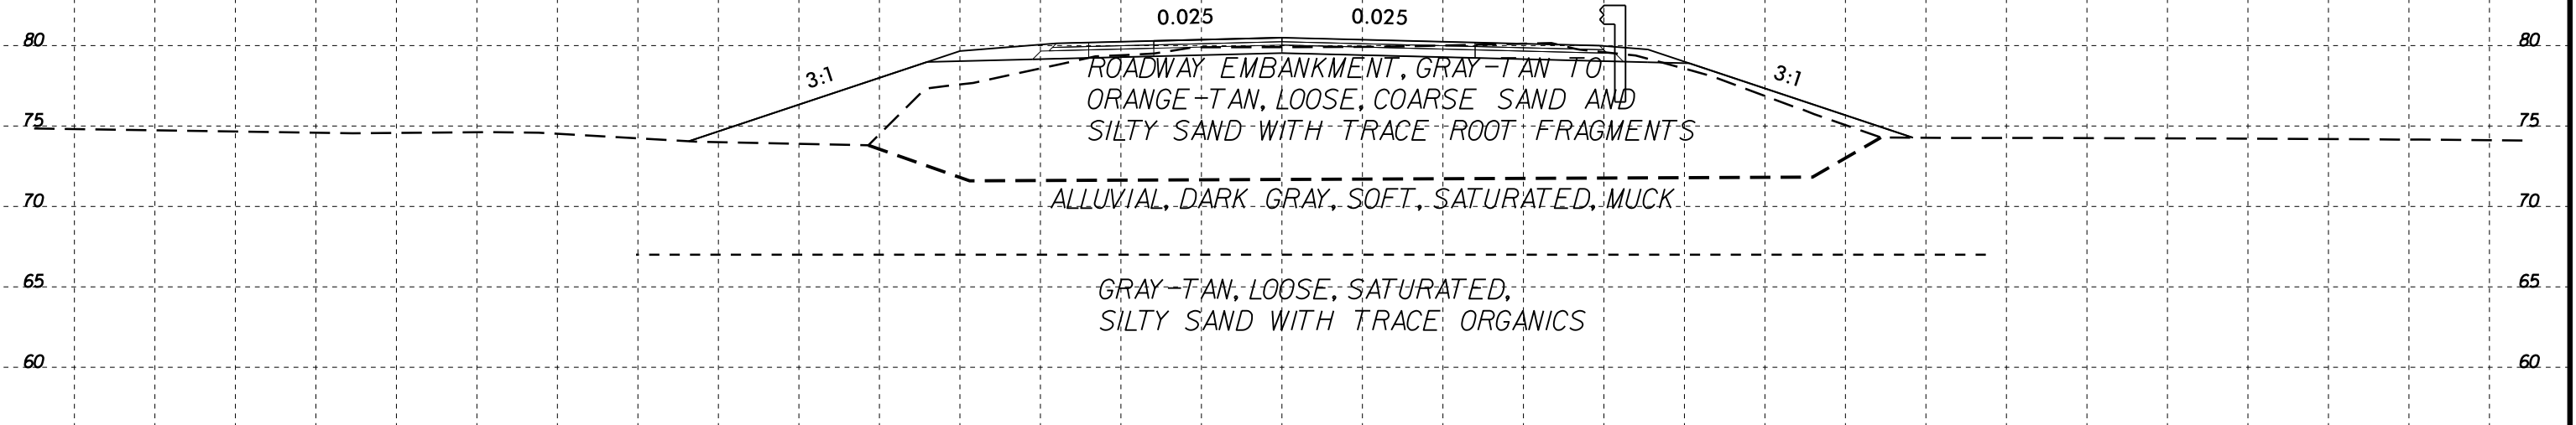 0.025 0.025
80 80
3:1 3:1
ROADWAY EMBANKMENT, GRAY-TAN TO
ORANGE-TAN, LOOSE, COARSE SAND AND
75 75
SILTY SAND WITH TRACE ROOT FRAGMENTS
70 70
ALLUVIAL, DARK GRAY, SOFT, SATURATED, MUCK
65 65
GRAY-TAN, LOOSE, SATURATED,
SILTY SAND WITH TRACE ORGANICS
60 60